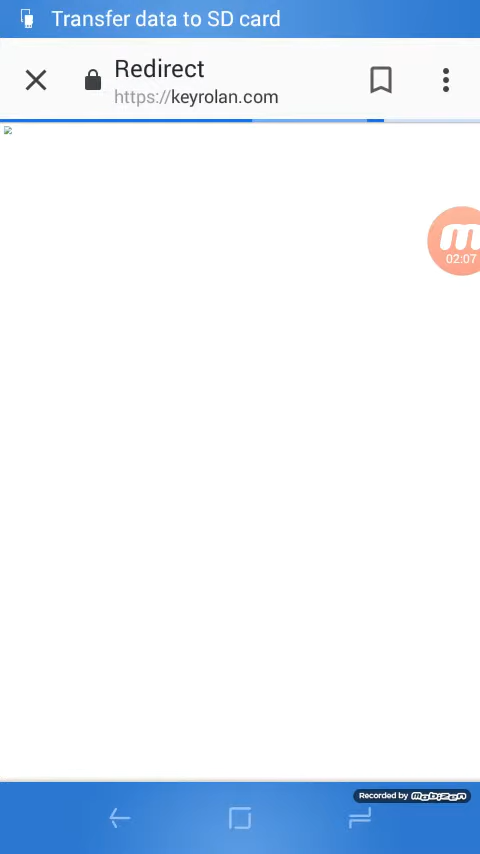 Transfer data to SD card
Redirect
https://keyrolan.com
m
02:07
Recorded by mobizen